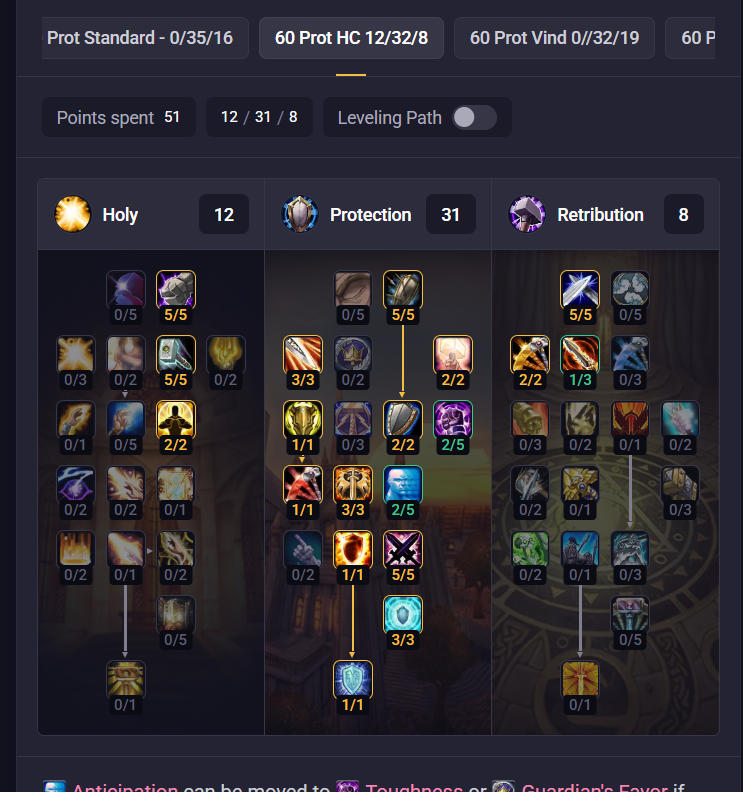 Prot Standard - 0/35/16 60 Prot HC 12/32/8 60 Prot Vind 0//32/19 60 P
Points spent 51 12 / 31 / 8 Leveling Path
Holy 12 Protection 31 Retribution 8
0/5 5/5 0/5 5/5 5/5 0/5
0/3 0/2 5/5 0/2 3/3 0/2 2/2 2/2 1/3 0/3
0/1 0/5 2/2 1/1 0/3 2/2 2/5 0/3 0/2 0/1 0/2
0/2 0/2 0/1 1/1 3/3 2/5 0/2 0/1 0/3
0/2 0/1 0/2 0/2 1/1 5/5 0/2 0/1 0/3
0/5 3/3 0/5
0/1 1/1 0/1
Anticipation can be moved to Toughness or Guardian's Favor if